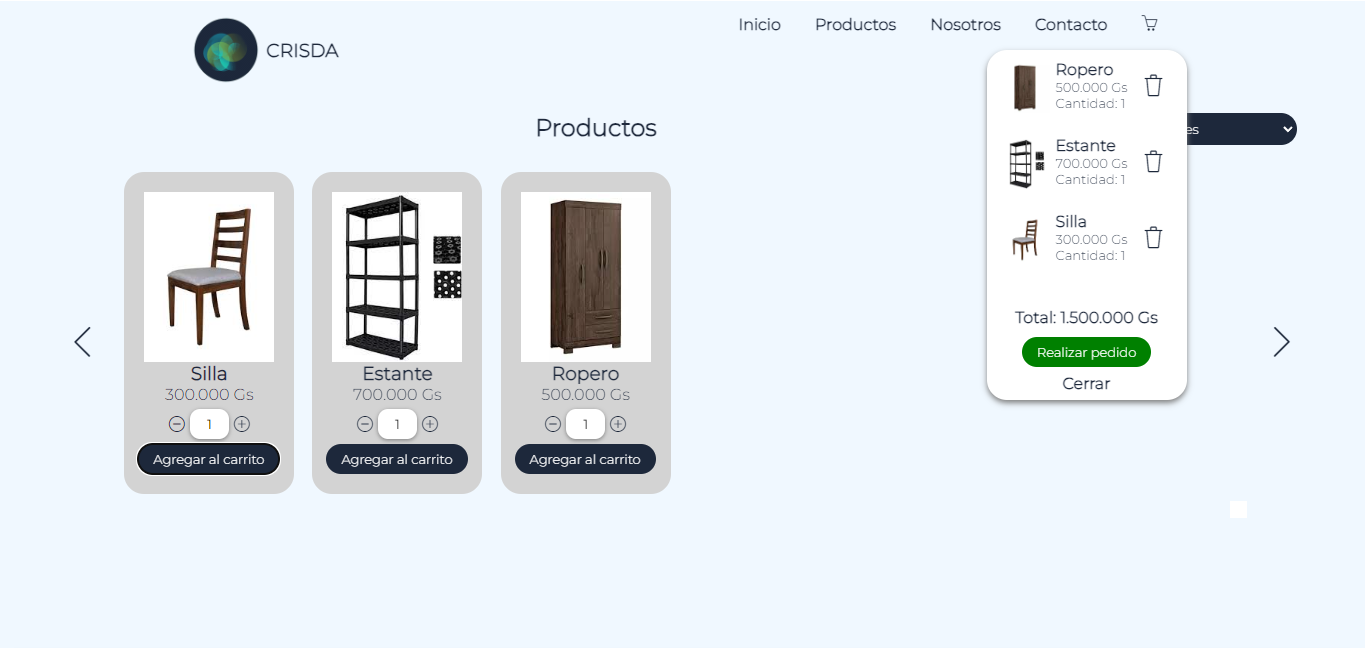 CRISDA
Inicio Productos Nosotros Contacto
Productos
es
Ropero
500.000 Gs
Cantidad: 1
Estante
700.000 Gs
Cantidad: 1
Silla
300.000 Gs
Cantidad: 1
Total: 1.500.000 Gs
Realizar pedido
Cerrar
Silla
300.000 Gs
1
Agregar al carrito
Estante
700.000 Gs
1
Agregar al carrito
Ropero
500.000 Gs
1
Agregar al carrito